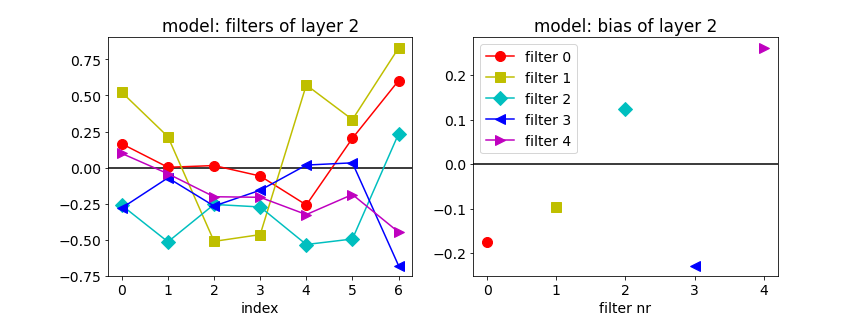 model: filters of layer 2
0.75
0.50
0.25
0.00
−0.25
−0.50
−0.75
0 1 2 3 4 5 6
index
model: bias of layer 2
filter 0
filter 1
filter 2
filter 3
filter 4
0.2
0.1
0.0
−0.1
−0.2
0 1 2 3 4
filter nr